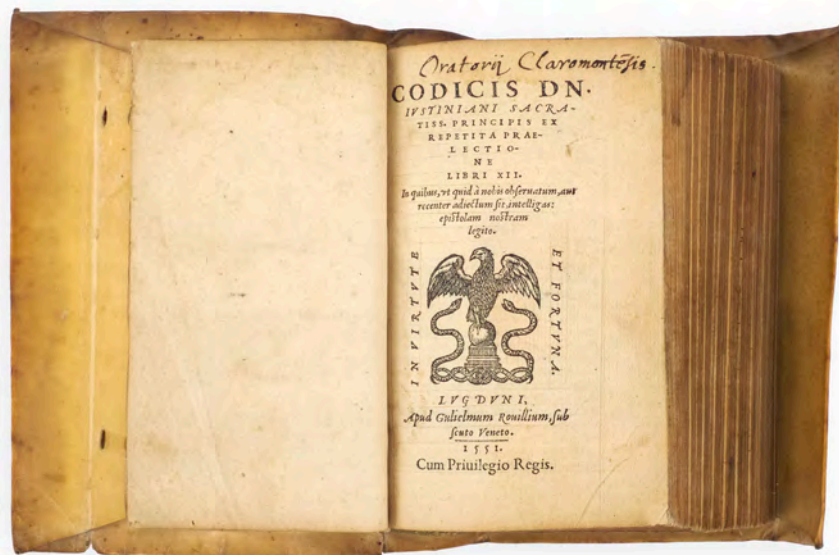 Oratorij Claromontēsis.
CODICIS DN.
IVSTINIANI SACRA-
TISS. PRINCIPIS EX
REPETITA PRAE-
LECTIO-
NE
LIBRI XII.
In quibus, vt quid à nobis obseruatum, aut
recenter adiectum sit intelligas:
epistolam nostram
legito.
IN VIRTVTE
ET FORTVNA.
LVGDVNI,
Apud Gulielmum Rouillium, sub
scuto Veneto.
1551.
Cum Priuilegio Regis.